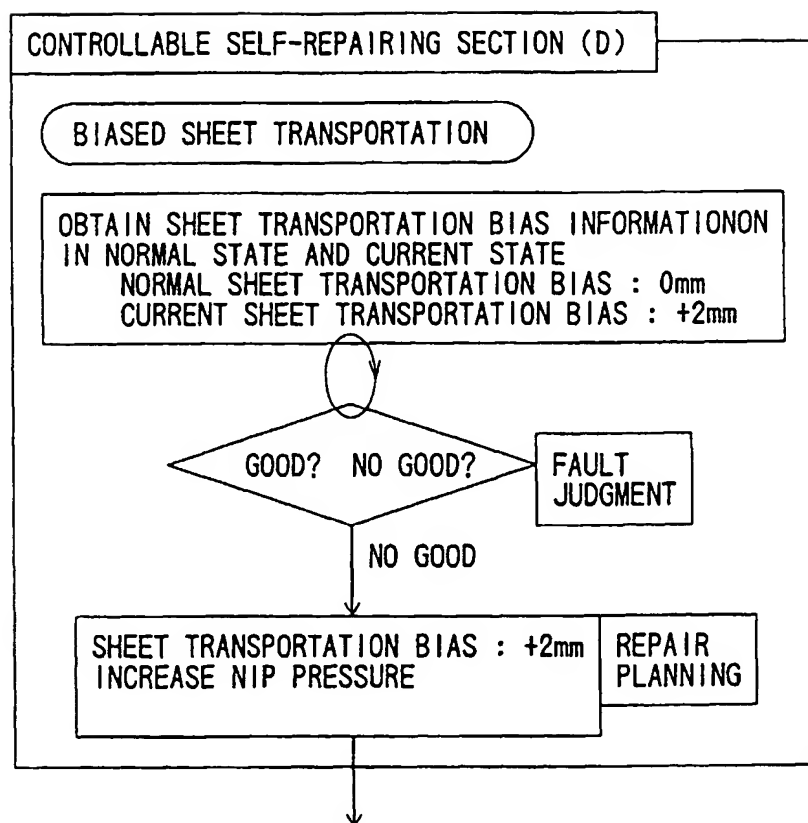 CONTROLLABLE SELF-REPAIRING SECTION (D)
BIASED SHEET TRANSPORTATION
OBTAIN SHEET TRANSPORTATION BIAS INFORMATIONON
IN NORMAL STATE AND CURRENT STATE
NORMAL SHEET TRANSPORTATION BIAS : 0mm
CURRENT SHEET TRANSPORTATION BIAS : +2mm
GOOD? NO GOOD?
FAULT
JUDGMENT
NO GOOD
SHEET TRANSPORTATION BIAS : +2mm
INCREASE NIP PRESSURE
REPAIR
PLANNING